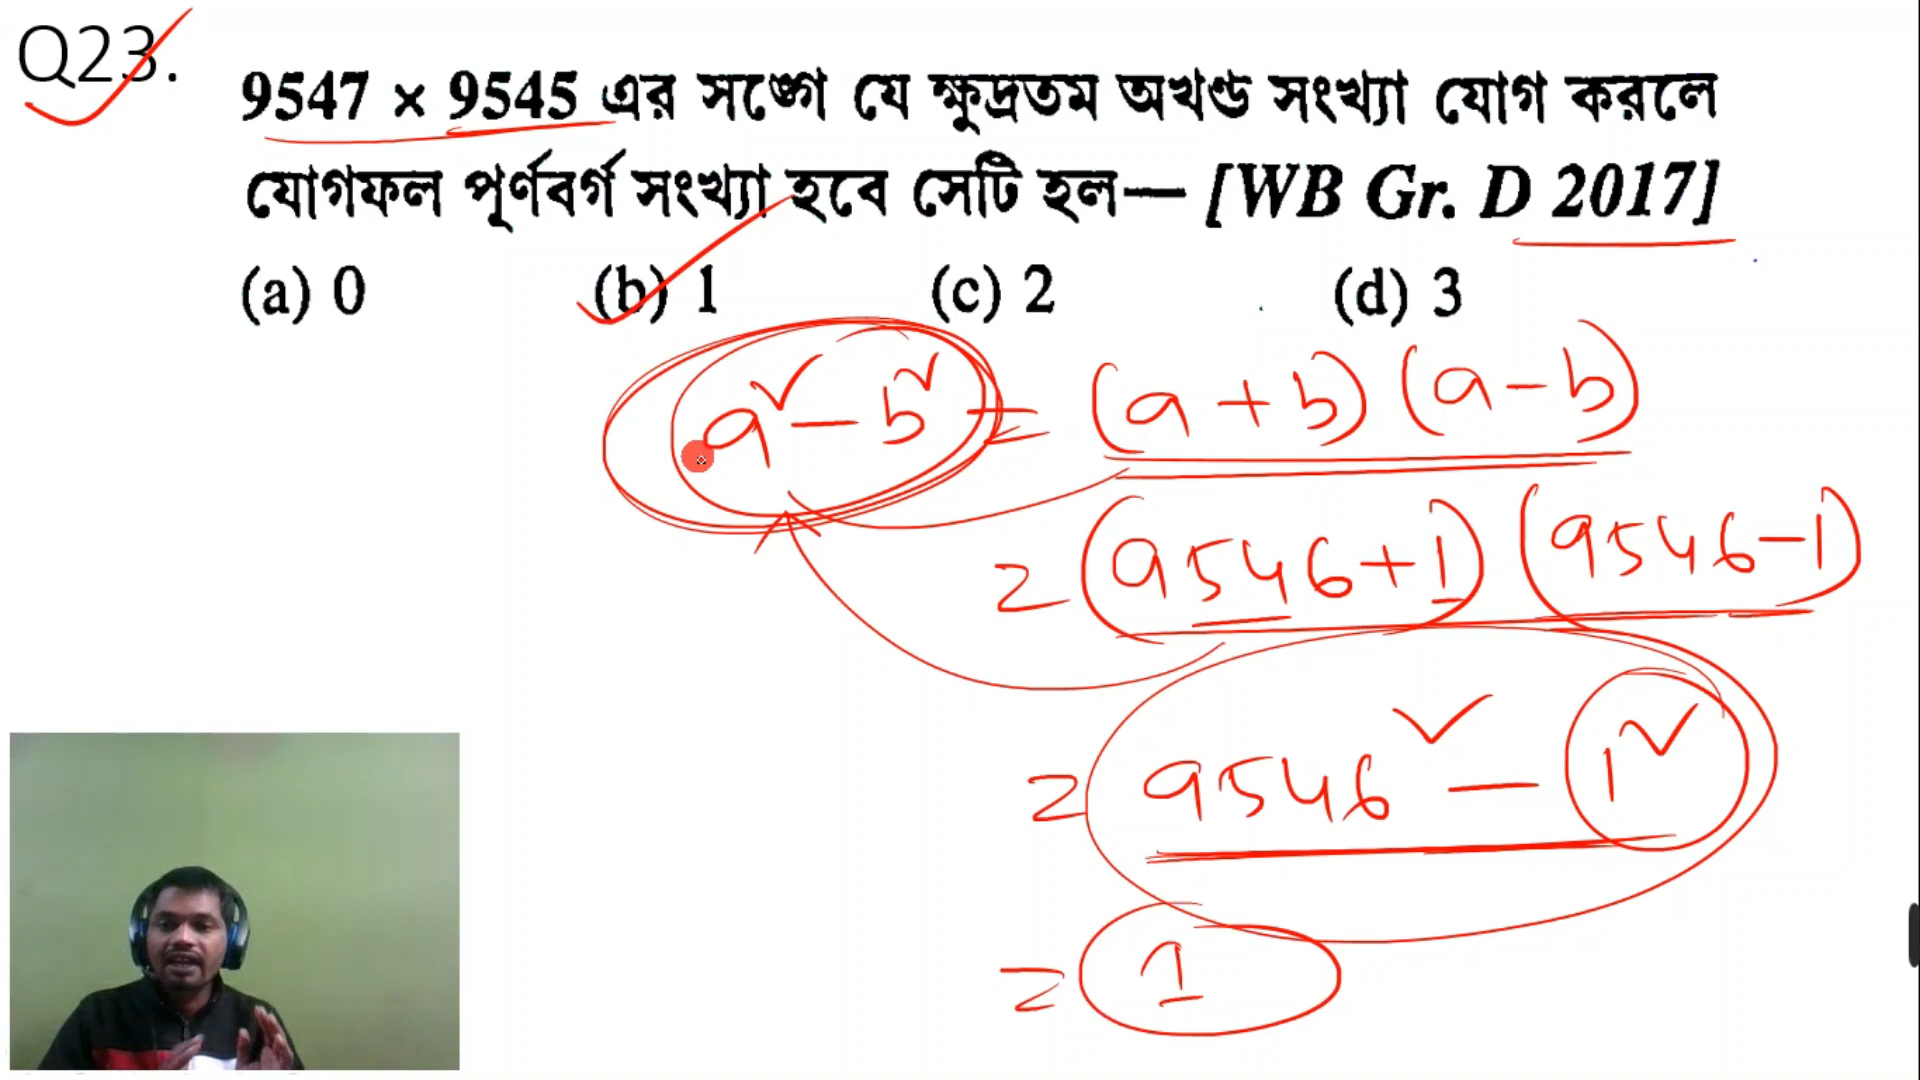 Q23.
9547 × 9545 এর সঙ্গে যে ক্ষুদ্রতম অখণ্ড সংখ্যা যোগ করলে
যোগফল পূর্ণবর্গ সংখ্যা হবে সেটি হল— [WB Gr. D 2017]
(a) 0 (b) 1 (c) 2 (d) 3
a² − b² = (a + b) (a − b)
= (9546+1) (9546−1)
= 9546² − 1²
= 1